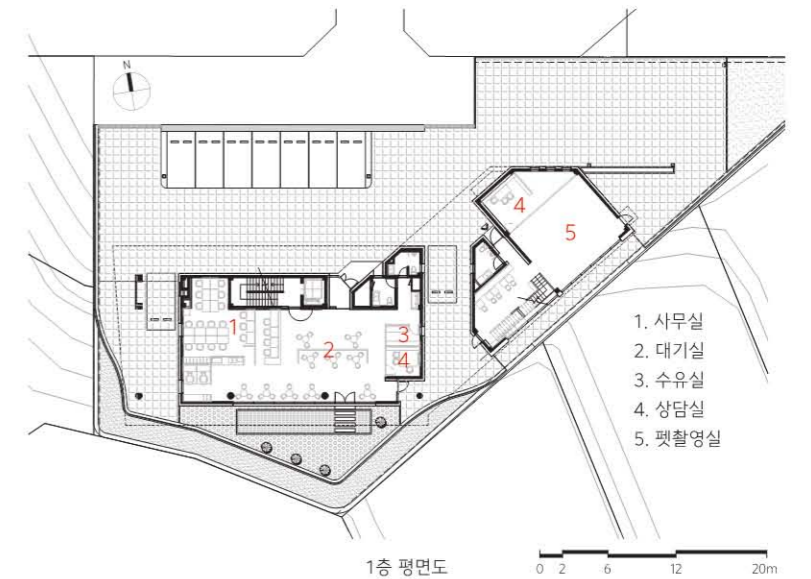 N
4
5
1
2
3
4
1. 사무실
2. 대기실
3. 수유실
4. 상담실
5. 펫촬영실
1층 평면도
0 2 6 12 20m